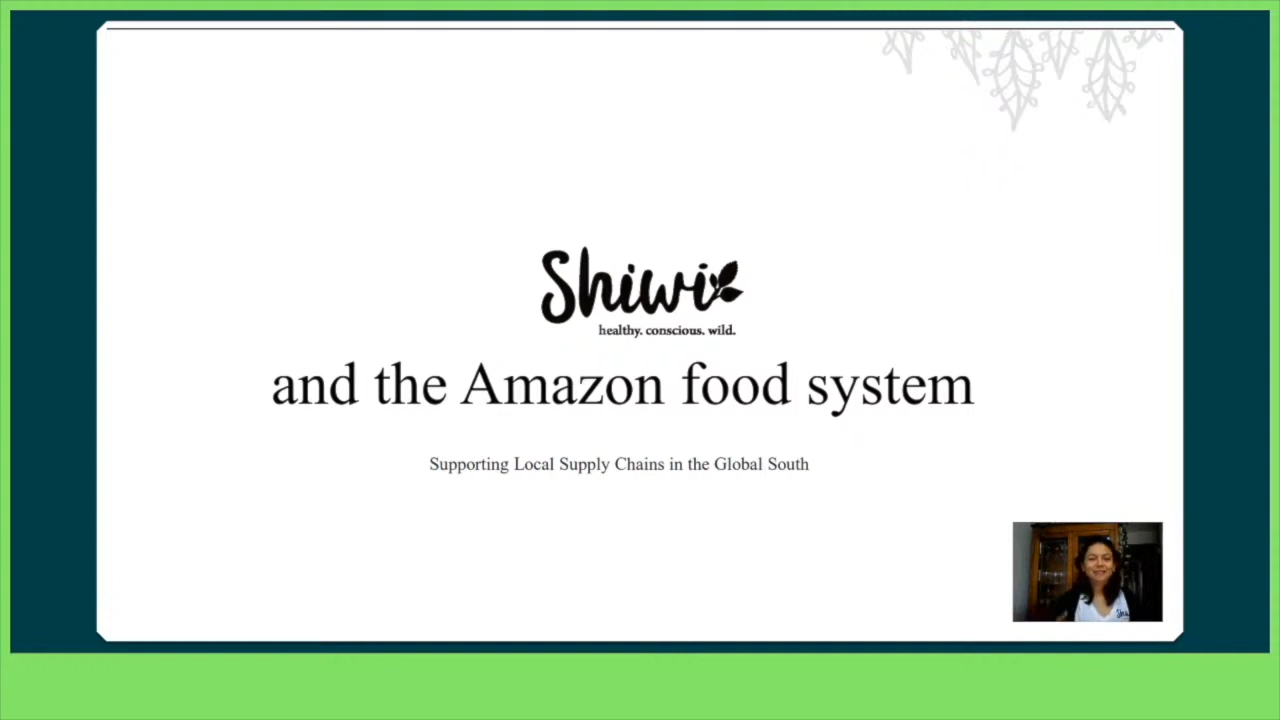 Shiwi
healthy. conscious. wild.
and the Amazon food system
Supporting Local Supply Chains in the Global South